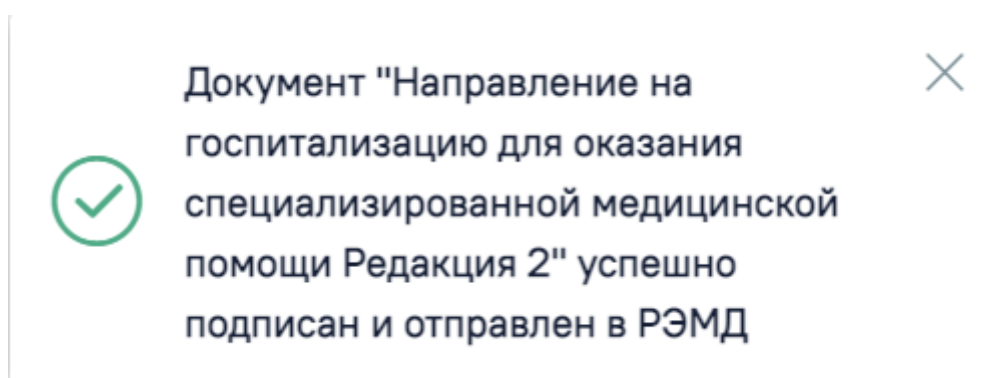 Документ "Направление на
госпитализацию для оказания
специализированной медицинской
помощи Редакция 2" успешно
подписан и отправлен в РЭМД